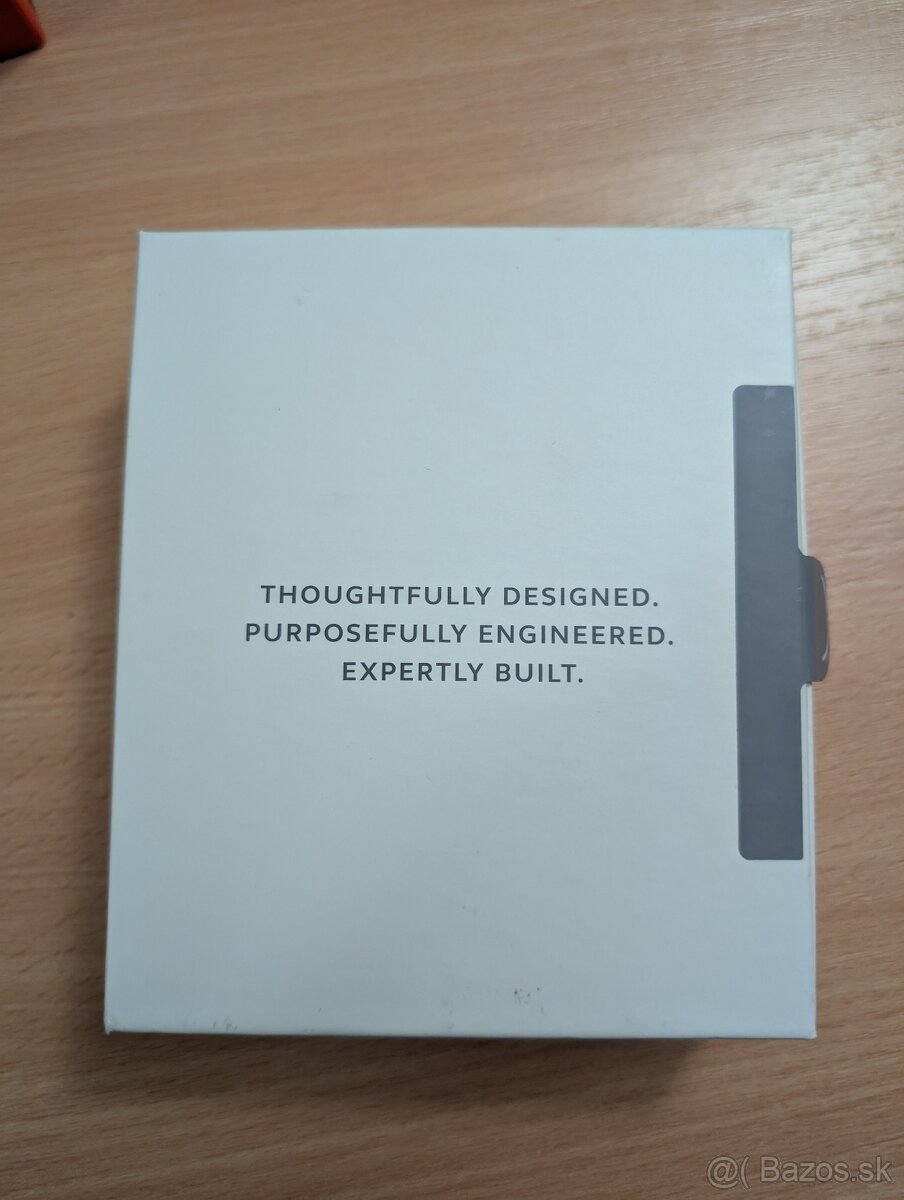 THOUGHTFULLY DESIGNED.
PURPOSEFULLY ENGINEERED.
EXPERTLY BUILT.
@( Bazos.sk